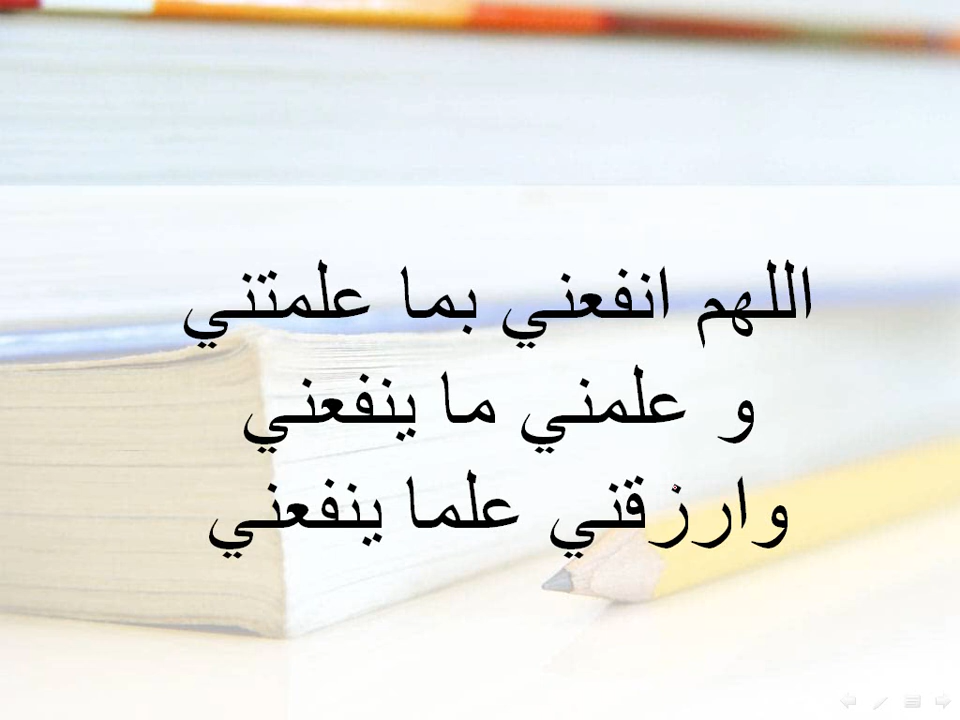 اللهم انفعني بما علمتني
و علمني ما ينفعني
وارزقني علما ينفعني